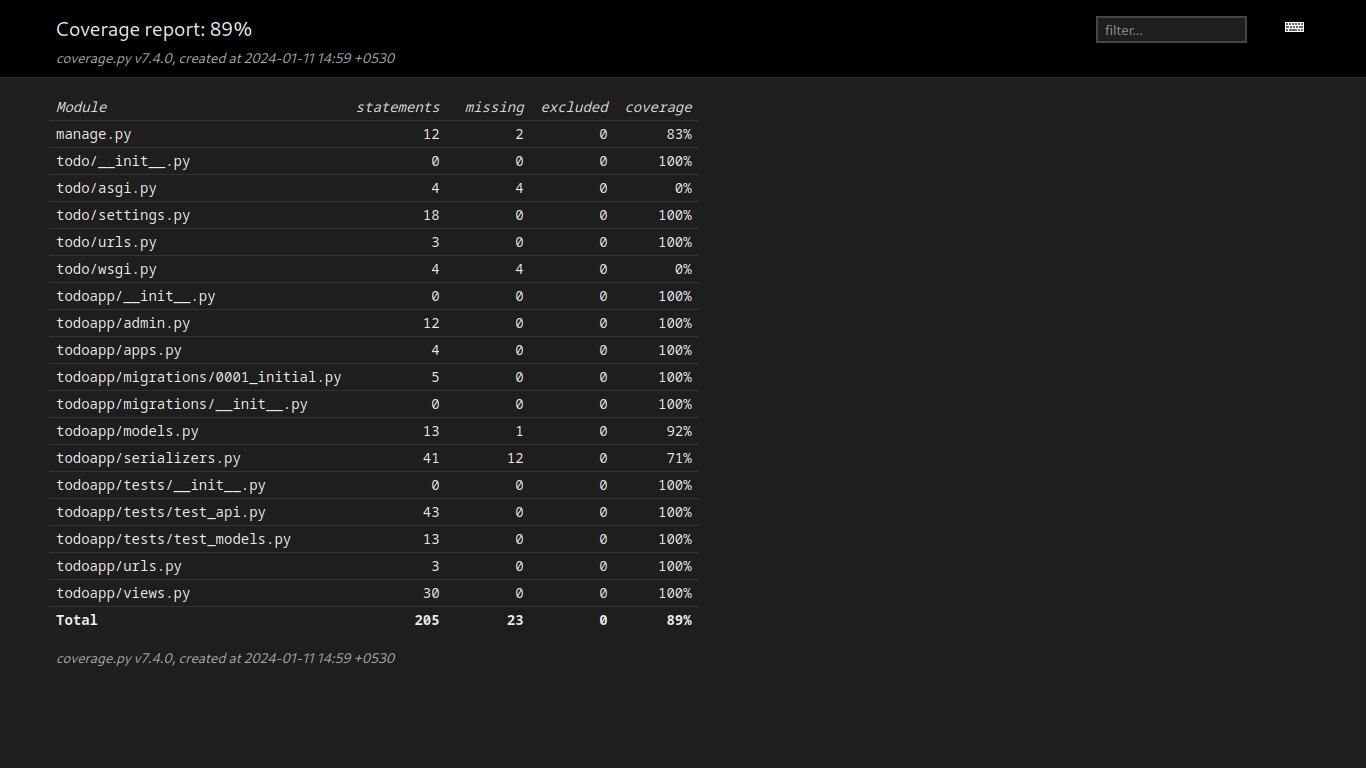 Coverage report: 89%
filter...
coverage.py v7.4.0, created at 2024-01-11 14:59 +0530
Module statements missing excluded coverage
manage.py 12 2 0 83%
todo/__init__.py 0 0 0 100%
todo/asgi.py 4 4 0 0%
todo/settings.py 18 0 0 100%
todo/urls.py 3 0 0 100%
todo/wsgi.py 4 4 0 0%
todoapp/__init__.py 0 0 0 100%
todoapp/admin.py 12 0 0 100%
todoapp/apps.py 4 0 0 100%
todoapp/migrations/0001_initial.py 5 0 0 100%
todoapp/migrations/__init__.py 0 0 0 100%
todoapp/models.py 13 1 0 92%
todoapp/serializers.py 41 12 0 71%
todoapp/tests/__init__.py 0 0 0 100%
todoapp/tests/test_api.py 43 0 0 100%
todoapp/tests/test_models.py 13 0 0 100%
todoapp/urls.py 3 0 0 100%
todoapp/views.py 30 0 0 100%
Total 205 23 0 89%
coverage.py v7.4.0, created at 2024-01-11 14:59 +0530